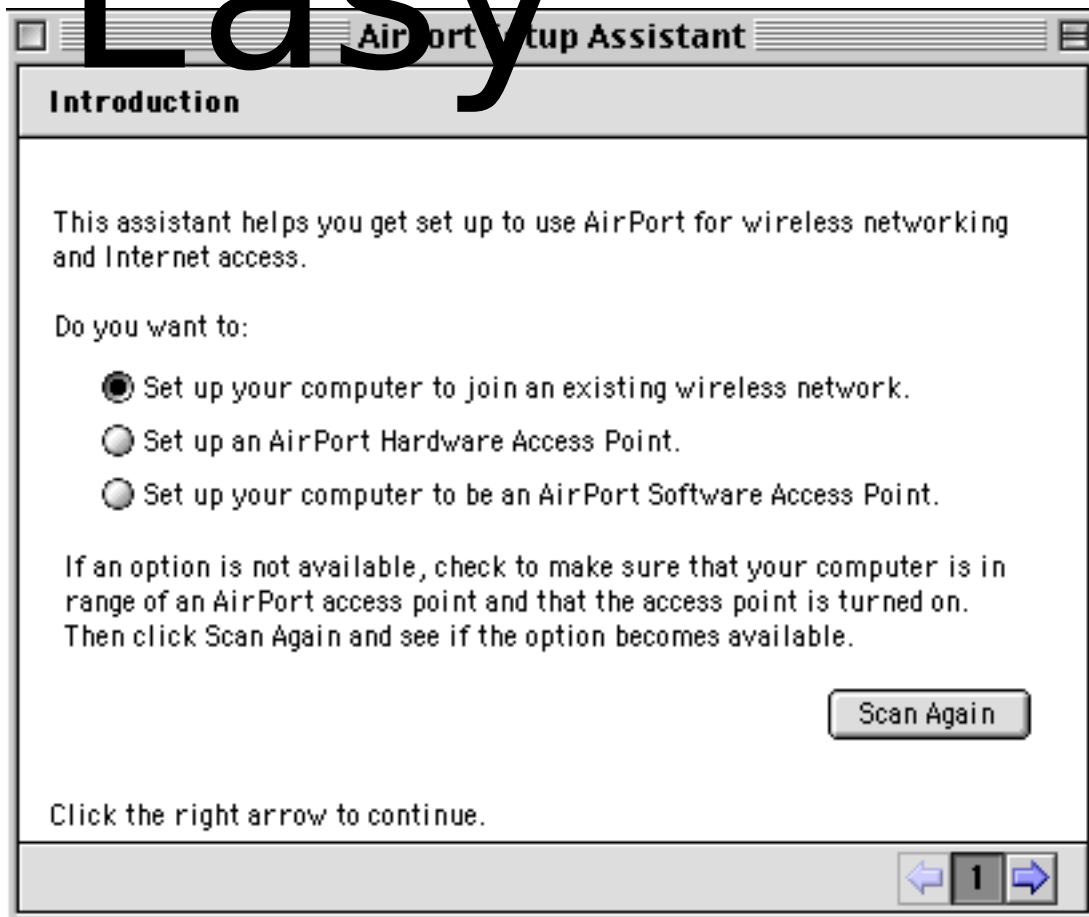 Easy
AirPort Setup Assistant
Introduction
This assistant helps you get set up to use AirPort for wireless networking
and Internet access.
Do you want to:
Set up your computer to join an existing wireless network.
Set up an AirPort Hardware Access Point.
Set up your computer to be an AirPort Software Access Point.
If an option is not available, check to make sure that your computer is in
range of an AirPort access point and that the access point is turned on.
Then click Scan Again and see if the option becomes available.
Scan Again
Click the right arrow to continue.
1